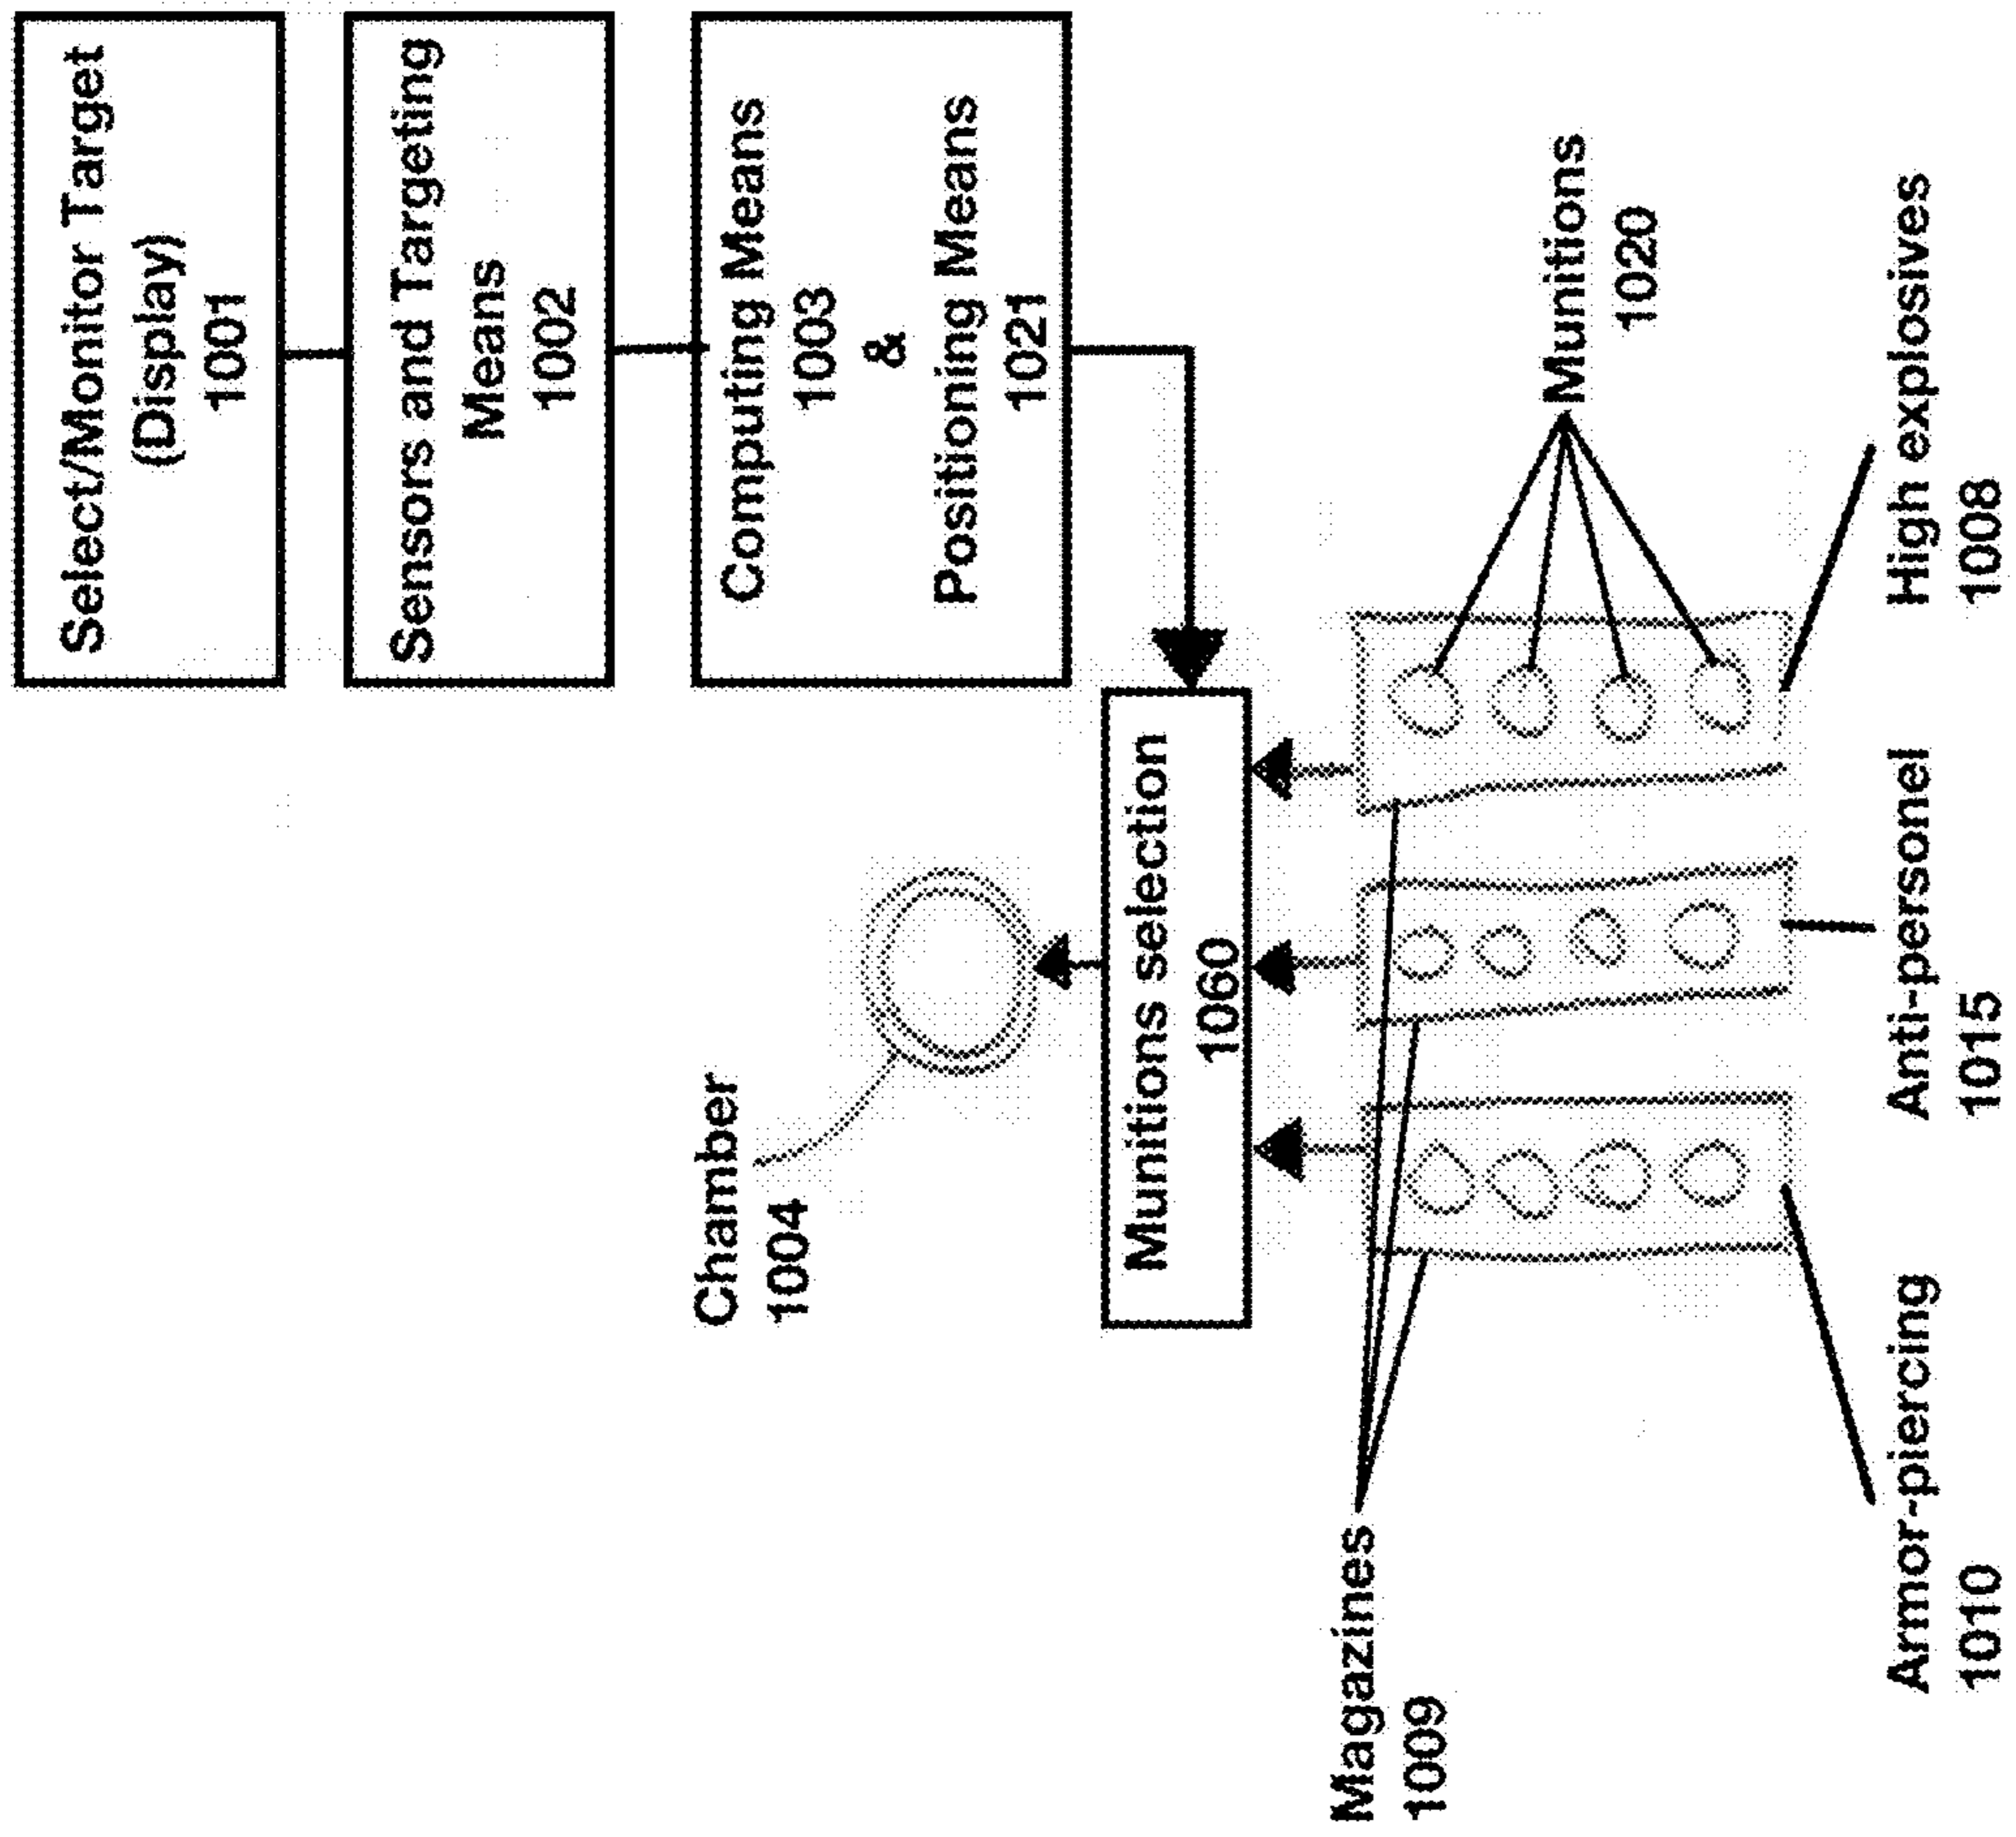 Select/Monitor Target
(Display)
1001
Sensors and Targeting
Means
1002
Computing Means
1003
&
Positioning Means
1021
Chamber
1004
Munitions selection
1060
Munitions
1020
Magazines
1009
Armor-piercing
1010
Anti-personel
1015
High explosives
1008